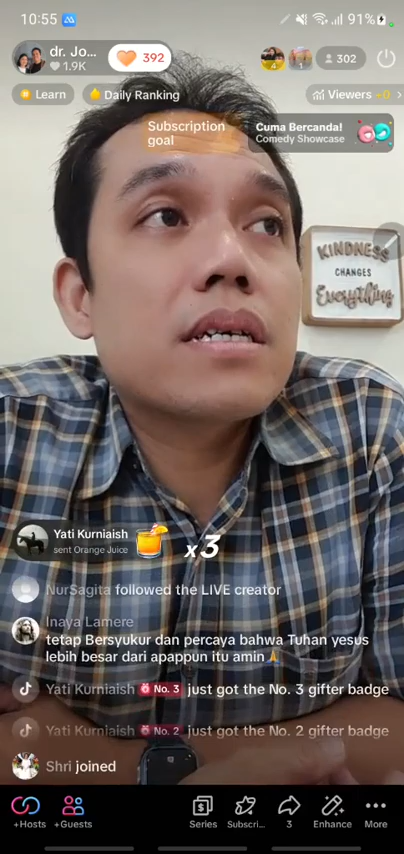 10:55
91%
dr. Jo...
1.9K
392
4
1
302
Learn
Daily Ranking
Viewers +0
Subscription
goal
Cuma Bercanda!
Comedy Showcase
KINDNESS
CHANGES
Everything
Yati Kurniaish
sent Orange Juice
x3
NurSagita followed the LIVE creator
Inaya Lamere
tetap Bersyukur dan percaya bahwa Tuhan yesus
lebih besar dari apappun itu amin🙏
Yati Kurniaish No. 3 just got the No. 3 gifter badge
Yati Kurniaish No. 2 just got the No. 2 gifter badge
Shri joined
+Hosts
+Guests
Series
Subscri...
3
Enhance
More